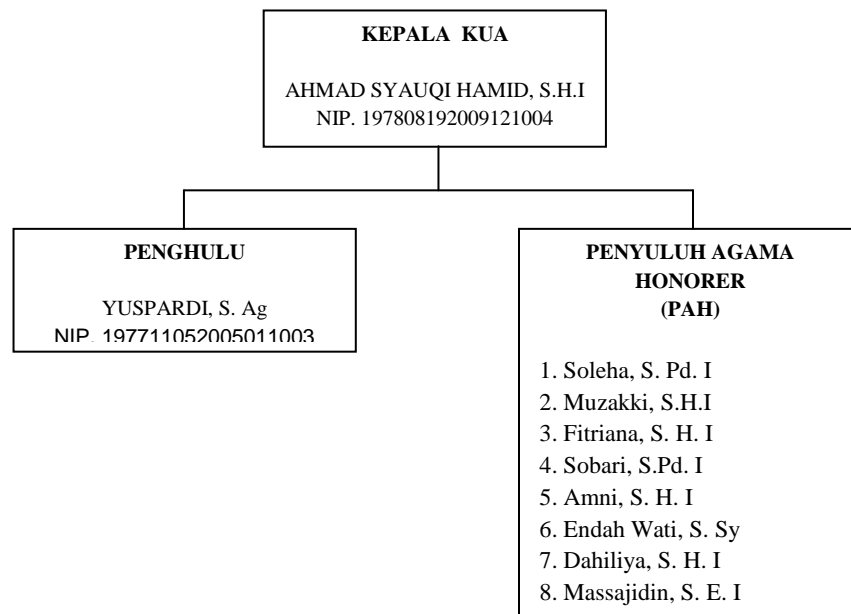 KEPALA KUA
AHMAD SYAUQI HAMID, S.H.I
NIP. 197808192009121004
PENGHULU
YUSPARDI, S. Ag
NIP. 197711052005011003
PENYULUH AGAMA
HONORER
(PAH)
1. Soleha, S. Pd. I
2. Muzakki, S.H.I
3. Fitriana, S. H. I
4. Sobari, S.Pd. I
5. Amni, S. H. I
6. Endah Wati, S. Sy
7. Dahiliya, S. H. I
8. Massajidin, S. E. I